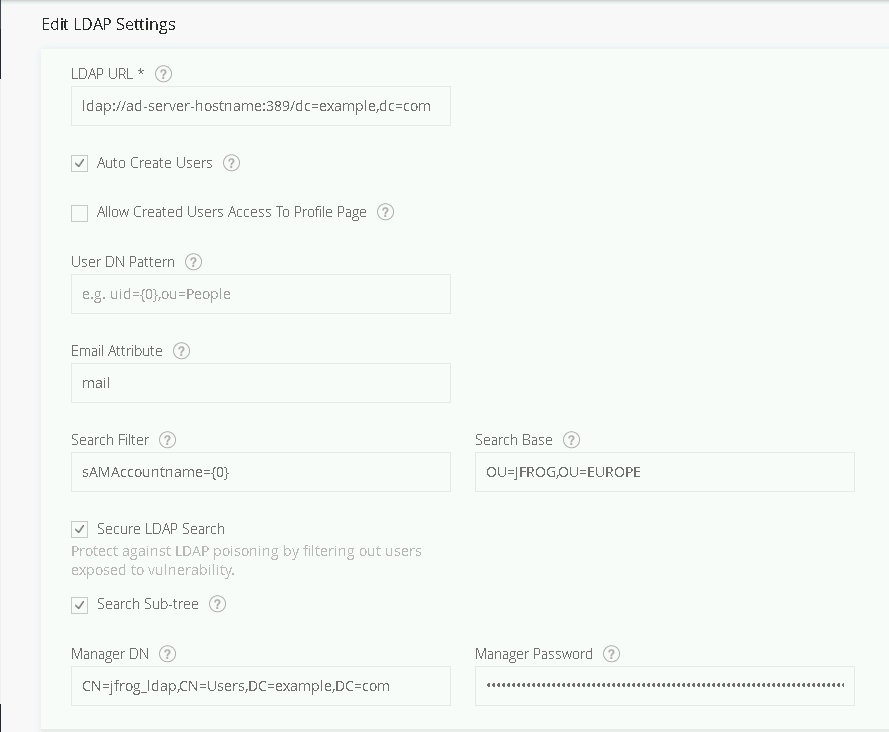 Edit LDAP Settings
LDAP URL * ?
ldap://ad-server-hostname:389/dc=example,dc=com
Auto Create Users ?
Allow Created Users Access To Profile Page ?
User DN Pattern ?
e.g. uid={0},ou=People
Email Attribute ?
mail
Search Filter ? Search Base ?
sAMAccountname={0} OU=JFROG,OU=EUROPE
Secure LDAP Search
Protect against LDAP poisoning by filtering out users
exposed to vulnerability.
Search Sub-tree ?
Manager DN ? Manager Password ?
CN=jfrog_ldap,CN=Users,DC=example,DC=com